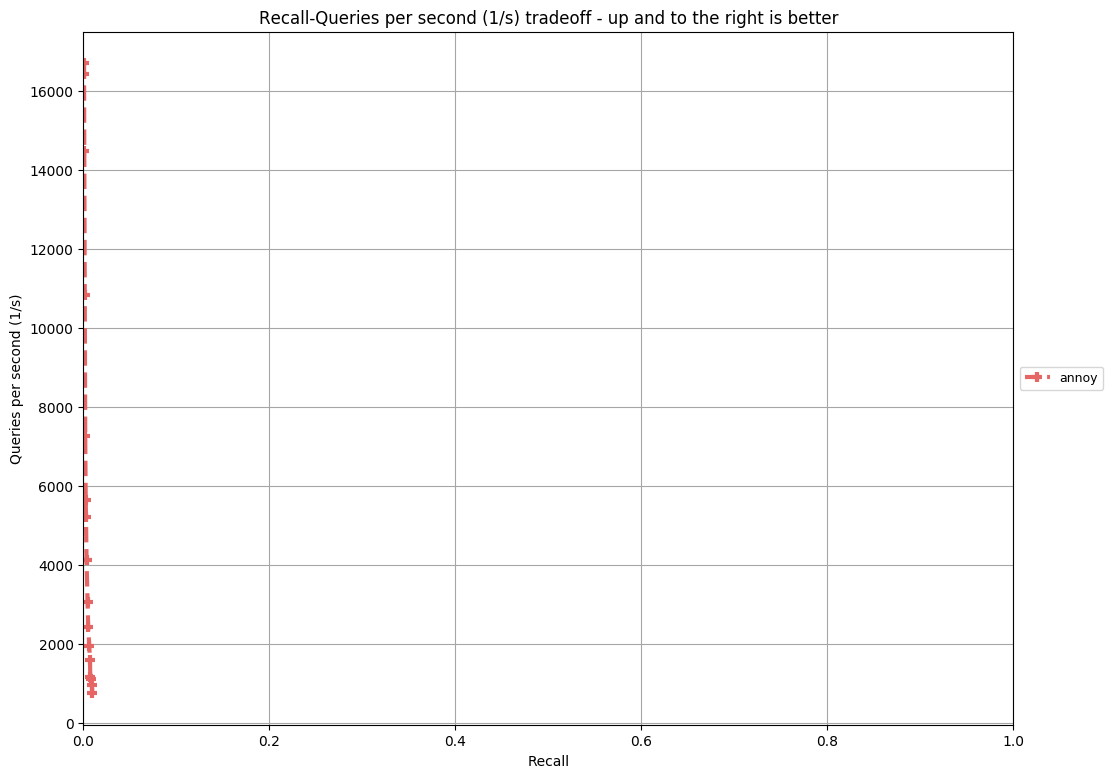 Recall-Queries per second (1/s) tradeoff - up and to the right is better
16000
14000
12000
10000
8000
6000
4000
2000
0
Queries per second (1/s)
annoy
0.0 0.2 0.4 0.6 0.8 1.0
Recall